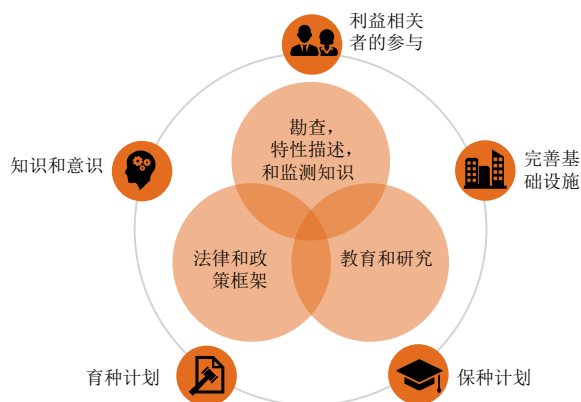 利益相关
者的参与
勘查，
特性描述，
和监测知识
知识和意识
完善基
础设施
法律和政
策框架
教育和研究
育种计划
保种计划